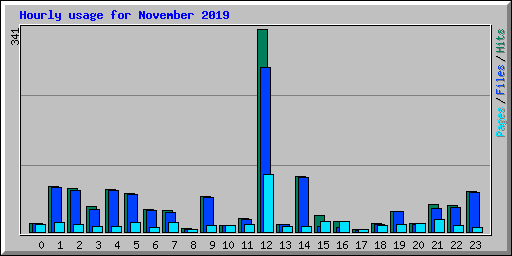 Hourly usage for November 2019
341
Pages/Files/Hits
0 1 2 3 4 5 6 7 8 9 10 11 12 13 14 15 16 17 18 19 20 21 22 23